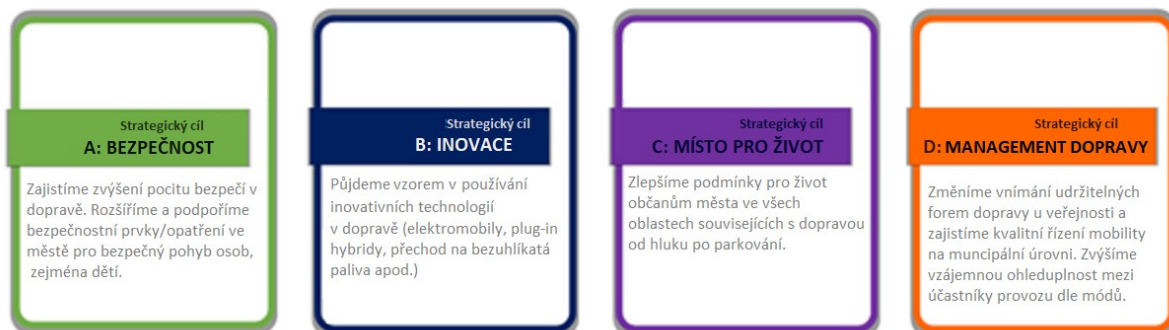 Strategický cíl
A: BEZPEČNOST
Zajistíme zvýšení pocitu bezpečí v
dopravě. Rozšíříme a podpoříme
bezpečnostní prvky/opatření ve
městě pro bezpečný pohyb osob,
zejména dětí.
Strategický cíl
B: INOVACE
Půjdeme vzorem v používání
inovativních technologií
v dopravě (elektromobily, plug-in
hybridy, přechod na bezuhlíkatá
paliva apod.)
Strategický cíl
C: MÍSTO PRO ŽIVOT
Zlepšíme podmínky pro život
občanům města ve všech
oblastech souvisejících s dopravou
od hluku po parkování.
Strategický cíl
D: MANAGEMENT DOPRAVY
Změníme vnímání udržitelných
forem dopravy u veřejnosti a
zajistíme kvalitní řízení mobility
na muncipální úrovni. Zvýšíme
vzájemnou ohleduplnost mezi
účastníky provozu dle módů.